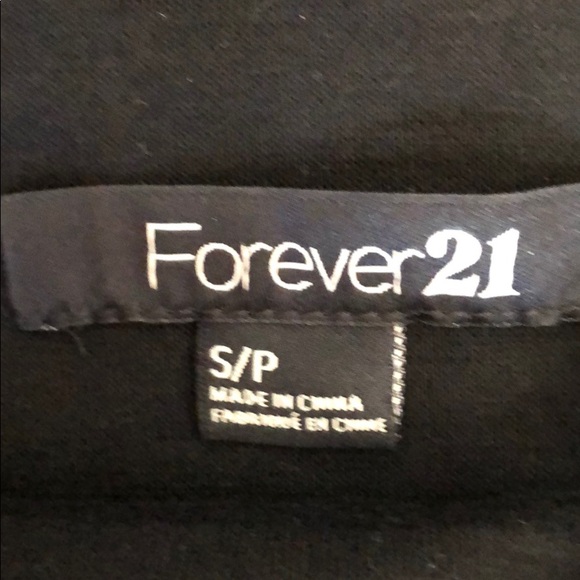 Forever21
S/P
MADE IN CHINA
FABRIQUÉ EN CHINE